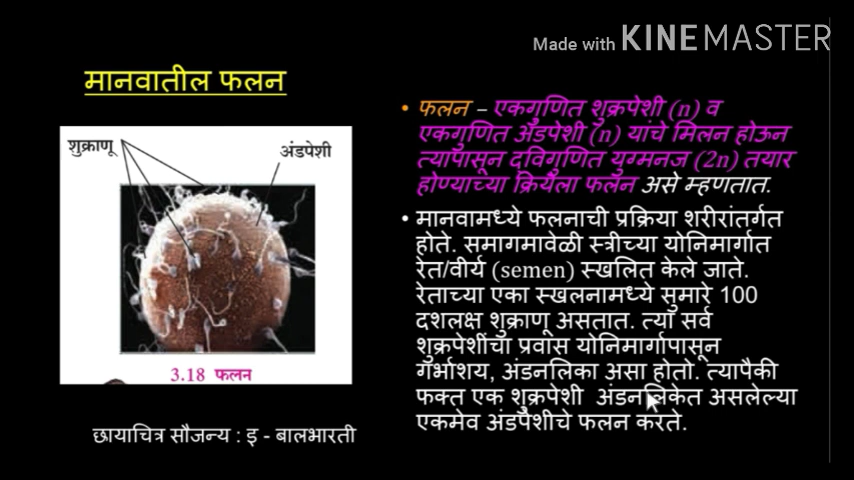 Made with KINEMASTER
मानवातील फलन
शुक्राणू
अंडपेशी
3.18 फलन
छायाचित्र सौजन्य : इ - बालभारती
• फलन – एकगुणित शुक्रपेशी (n) व
एकगुणित अंडपेशी (n) यांचे मिलन होऊन
त्यापासून द्विगुणित युग्मनज (2n) तयार
होण्याच्या क्रियेला फलन असे म्हणतात.
• मानवामध्ये फलनाची प्रक्रिया शरीरांतर्गत
होते. समागमावेळी स्त्रीच्या योनिमार्गात
रेत/वीर्य (semen) स्खलित केले जाते.
रेताच्या एका स्खलनामध्ये सुमारे 100
दशलक्ष शुक्राणू असतात. त्या सर्व
शुक्रपेशींचा प्रवास योनिमार्गापासून
गर्भाशय, अंडनलिका असा होतो. त्यापैकी
फक्त एक शुक्रपेशी अंडनलिकेत असलेल्या
एकमेव अंडपेशीचे फलन करते.